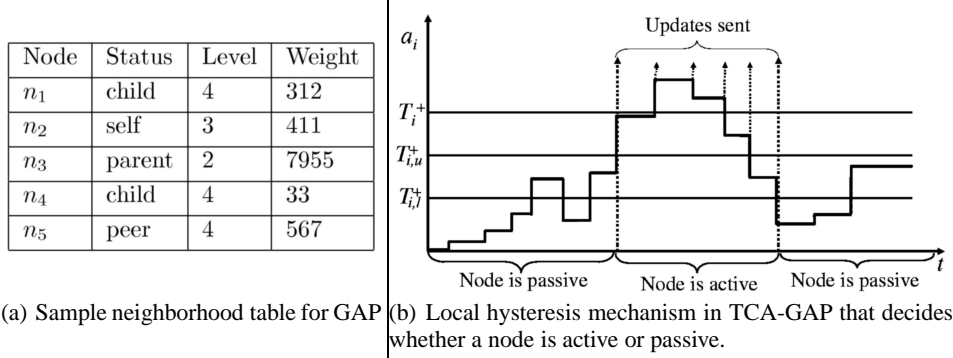 Node Status Level Weight
n₁ child 4 312
n₂ self 3 411
n₃ parent 2 7955
n₄ child 4 33
n₅ peer 4 567
(a) Sample neighborhood table for GAP
Updates sent
aᵢ
Tᵢ⁺
Tᵢ,ᵤ⁺
Tᵢ,ₗ⁺
t
Node is passive Node is active Node is passive
(b) Local hysteresis mechanism in TCA-GAP that decides
whether a node is active or passive.